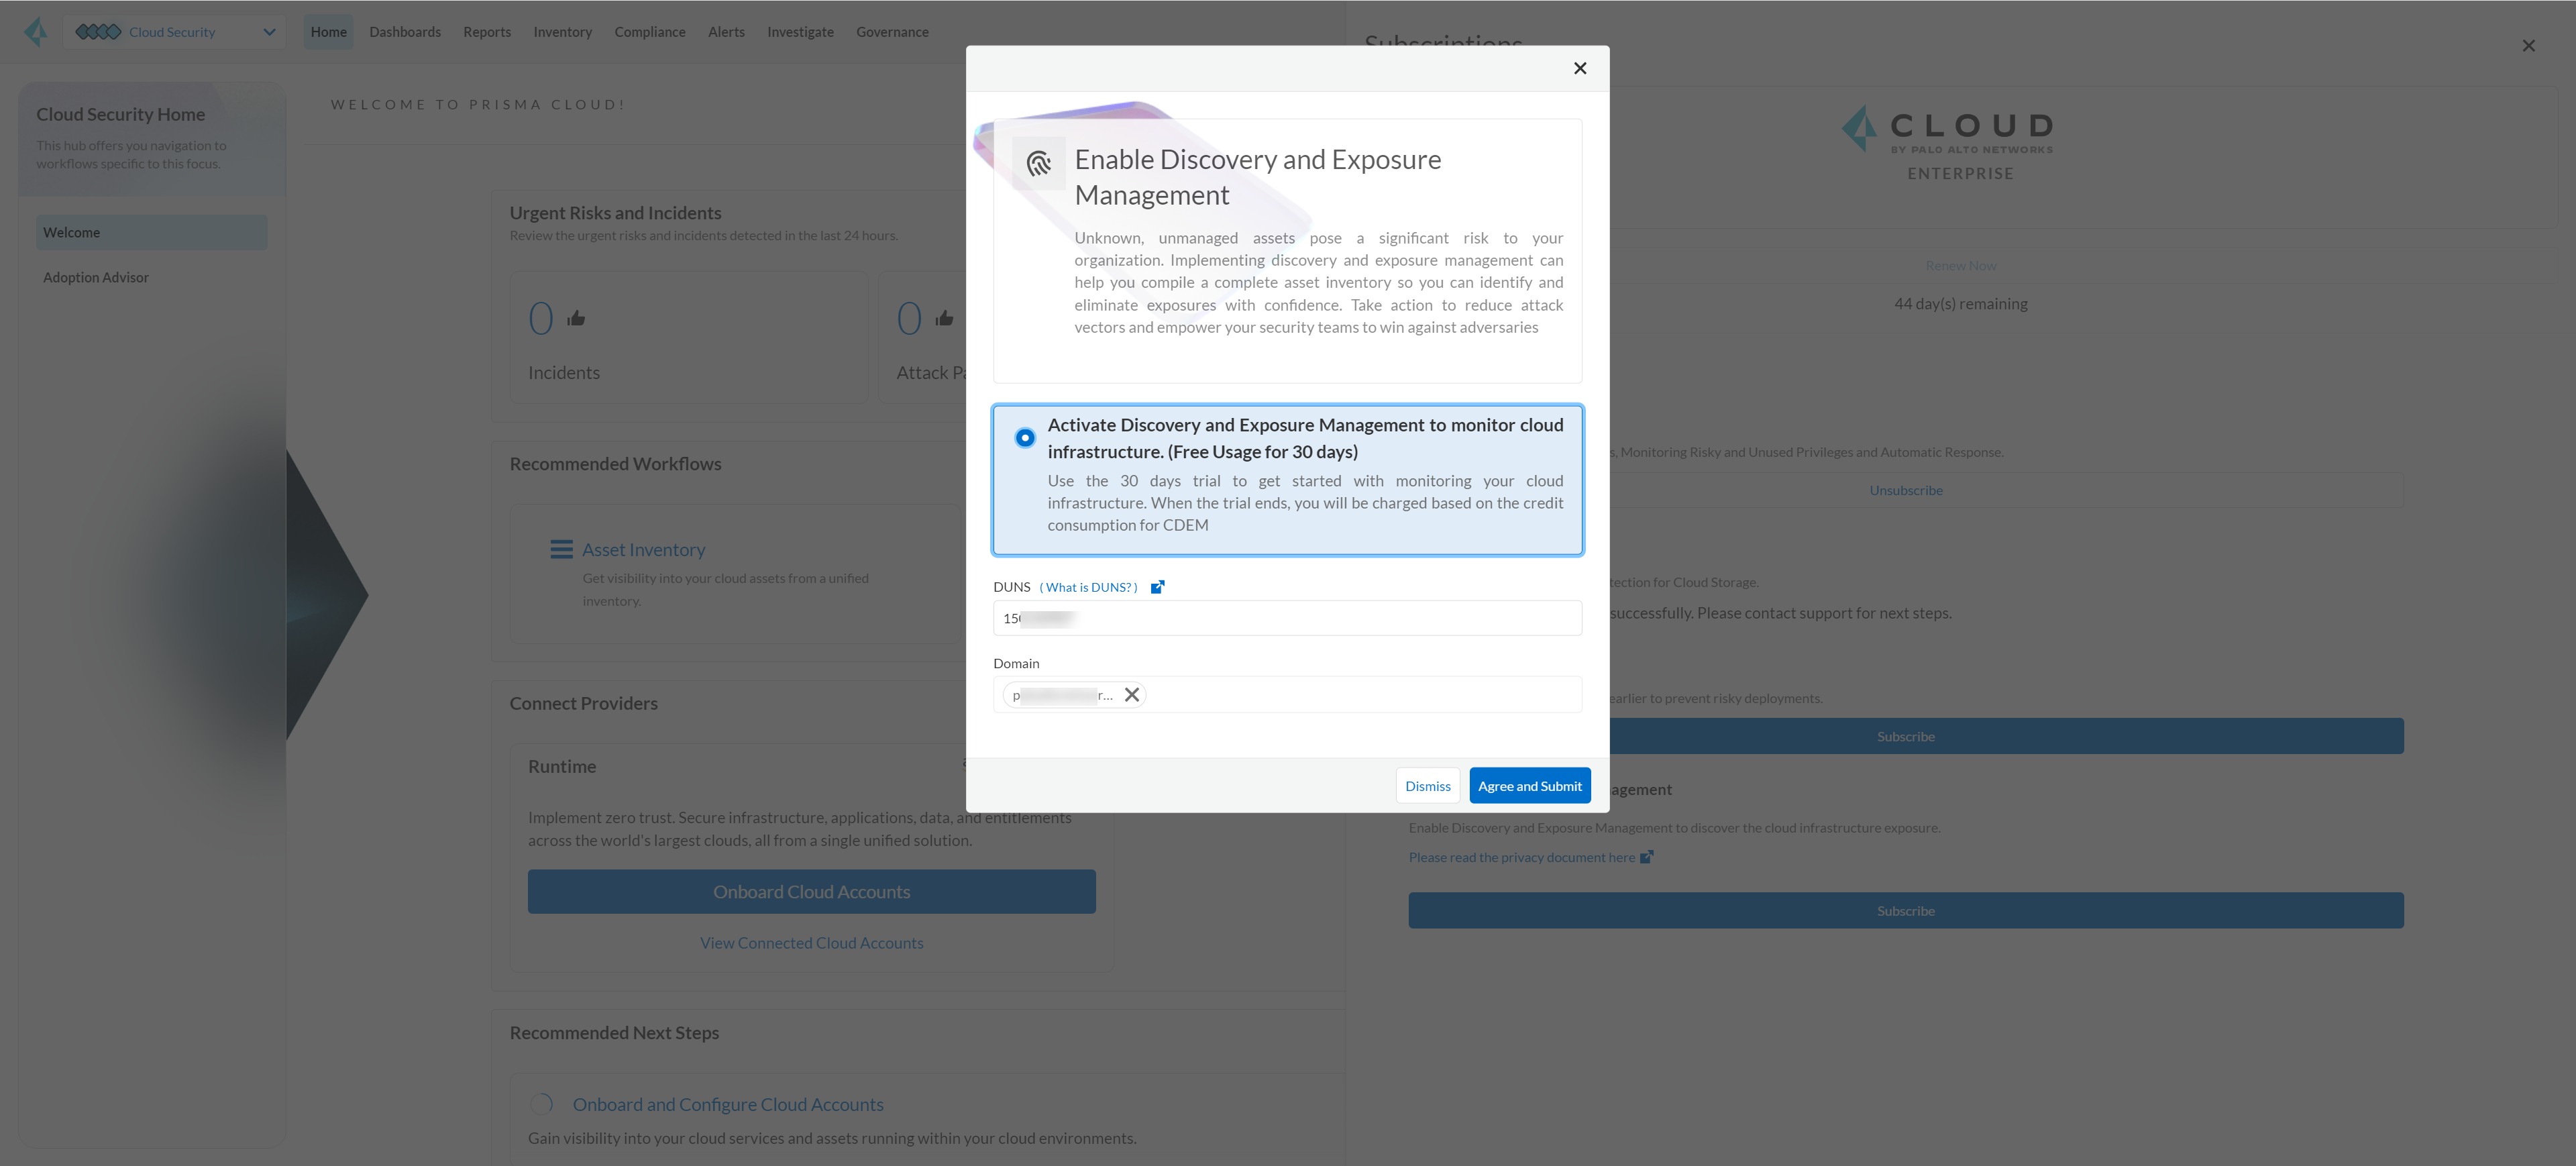 Cloud Security
Home
Dashboards
Reports
Inventory
Compliance
Alerts
Investigate
Governance
Cloud Security Home
This hub offers you navigation to
workflows specific to this focus.
Welcome
Adoption Advisor
WELCOME TO PRISMA CLOUD!
Urgent Risks and Incidents
Review the urgent risks and incidents detected in the last 24 hours.
0
Incidents
0
Attack
Recommended Workflows
Asset Inventory
Get visibility into your cloud assets from a unified
inventory.
Connect Providers
Runtime
Implement zero trust. Secure infrastructure, applications, data, and entitlements
across the world's largest clouds, all from a single unified solution.
Onboard Cloud Accounts
View Connected Cloud Accounts
Recommended Next Steps
Onboard and Configure Cloud Accounts
Gain visibility into your cloud services and assets running within your cloud environments.
Enable Discovery and Exposure
Management
Unknown, unmanaged assets pose a significant risk to your
organization. Implementing discovery and exposure management can
help you compile a complete asset inventory so you can identify and
eliminate exposures with confidence. Take action to reduce attack
vectors and empower your security teams to win against adversaries
Activate Discovery and Exposure Management to monitor cloud
infrastructure. (Free Usage for 30 days)
Use the 30 days trial to get started with monitoring your cloud
infrastructure. When the trial ends, you will be charged based on the credit
consumption for CDEM
DUNS ( What is DUNS? )
Domain
Dismiss
Agree and Submit
Subscriptions
CLOUD
BY PALO ALTO NETWORKS
ENTERPRISE
Renew Now
44 day(s) remaining
s, Monitoring Risky and Unused Privileges and Automatic Response.
Unsubscribe
tection for Cloud Storage.
successfully. Please contact support for next steps.
earlier to prevent risky deployments.
Subscribe
agement
Enable Discovery and Exposure Management to discover the cloud infrastructure exposure.
Please read the privacy document here
Subscribe